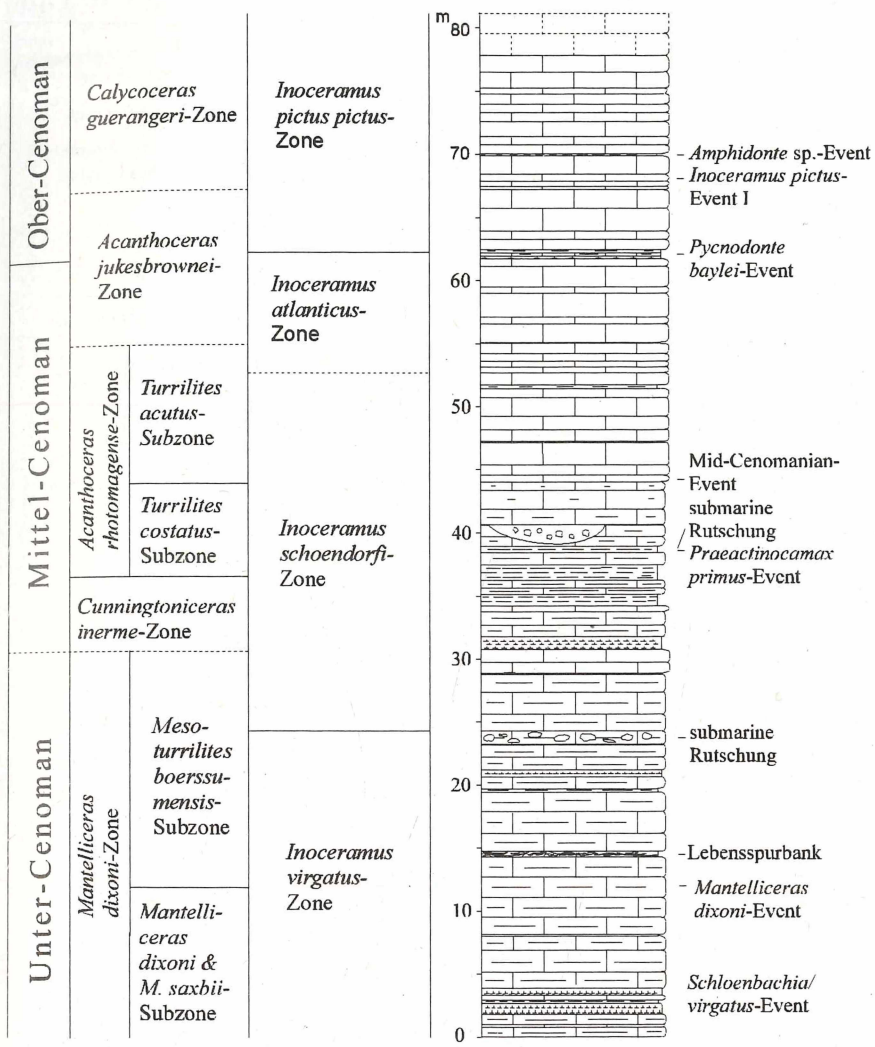 Ober-Cenoman
Mittel-Cenoman
Unter-Cenoman
Calycoceras
guerangeri-Zone
Acanthoceras
jukesbrownei-
Zone
Acanthoceras
rhotomagense-Zone
Turrilites
acutus-
Subzone
Turrilites
costatus-
Subzone
Cunningtoniceras
inerme-Zone
Mantelliceras
dixoni-Zone
Meso-
turrilites
boerssu-
mensis-
Subzone
Mantelli-
ceras
dixoni &
M. saxbii-
Subzone
Inoceramus
pictus pictus-
Zone
Inoceramus
atlanticus-
Zone
Inoceramus
schoendorfi-
Zone
Inoceramus
virgatus-
Zone
m
80
70
60
50
40
30
20
10
0
Amphidonte sp.-Event
Inoceramus pictus-
Event I
Pycnodonte
baylei-Event
Mid-Cenomanian-
Event
submarine
Rutschung
Praeactinocamax
primus-Event
submarine
Rutschung
Lebensspurbank
Mantelliceras
dixoni-Event
Schloenbachia/
virgatus-Event